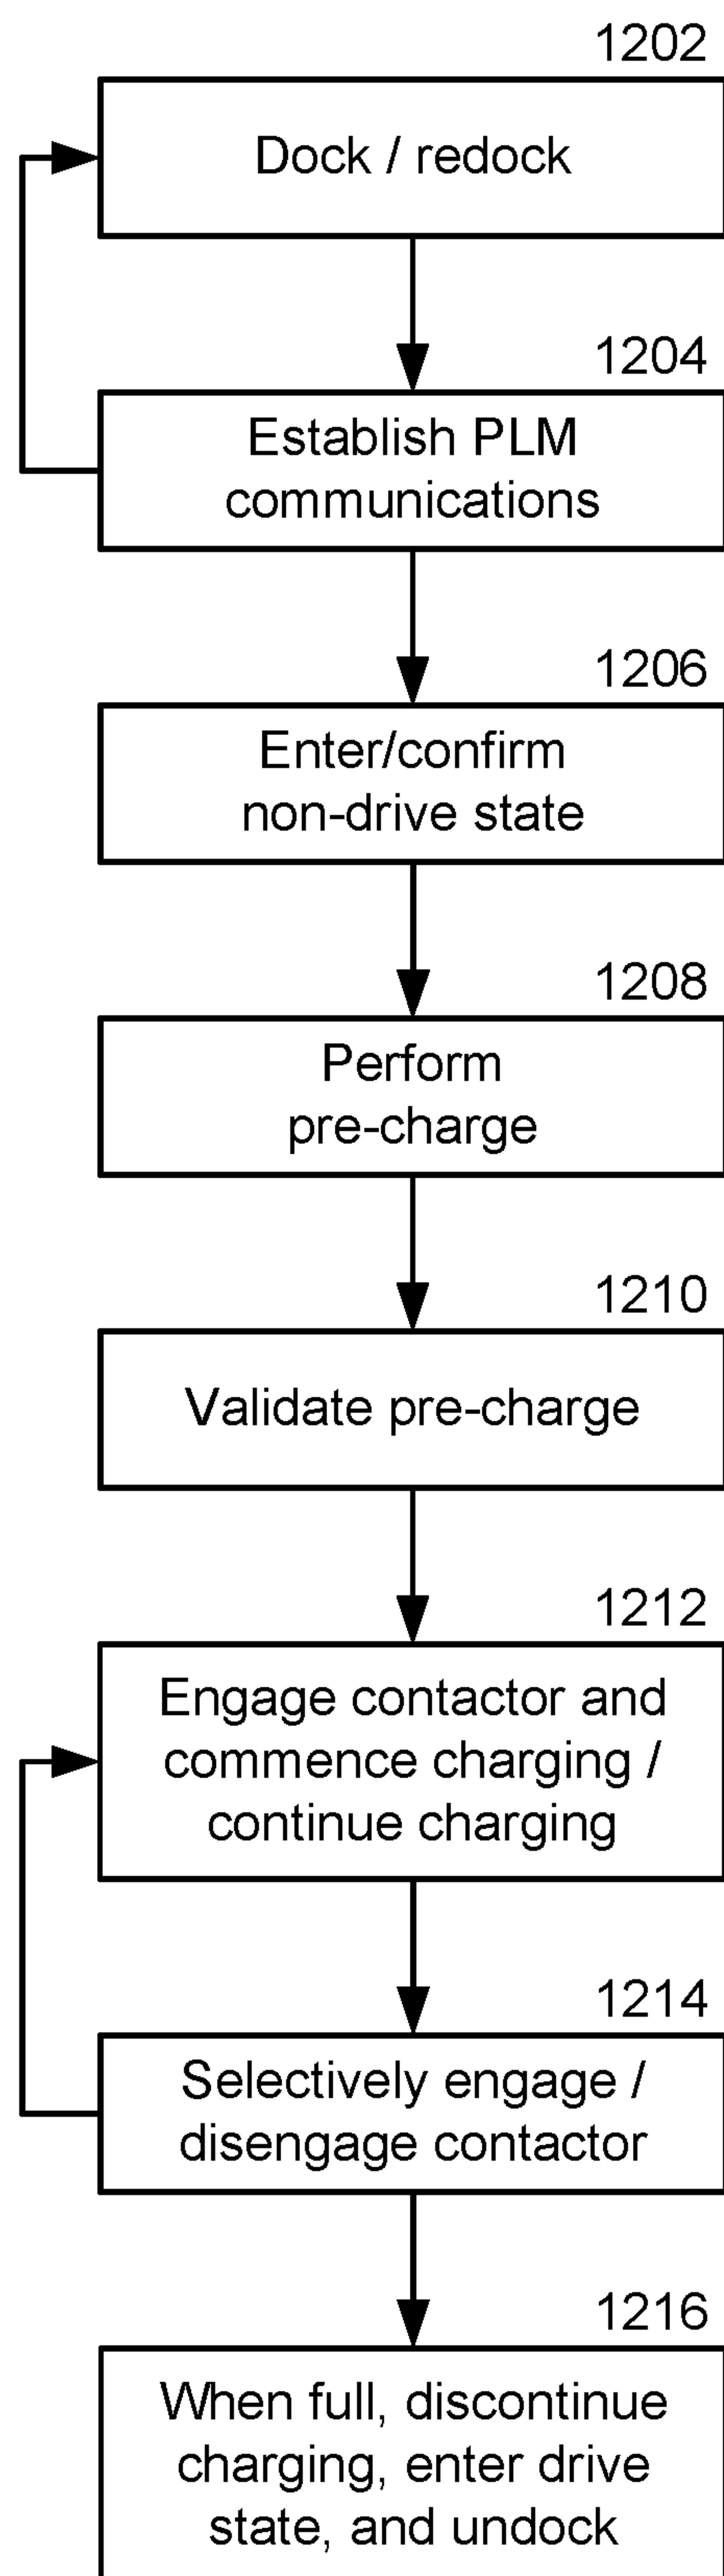 1202
Dock / redock
1204
Establish PLM
communications
1206
Enter/confirm
non-drive state
1208
Perform
pre-charge
1210
Validate pre-charge
1212
Engage contactor and
commence charging /
continue charging
1214
Selectively engage /
disengage contactor
1216
When full, discontinue
charging, enter drive
state, and undock